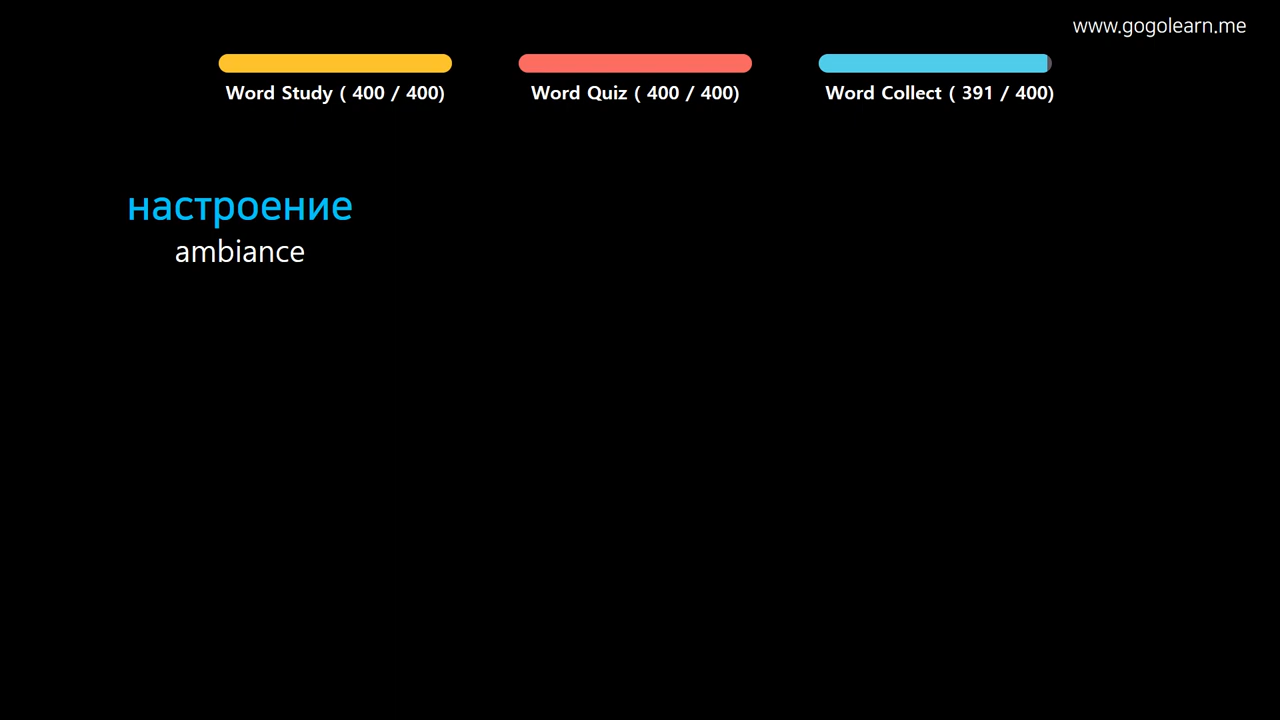 www.gogolearn.me
Word Study ( 400 / 400)
Word Quiz ( 400 / 400)
Word Collect ( 391 / 400)
настроение
ambiance